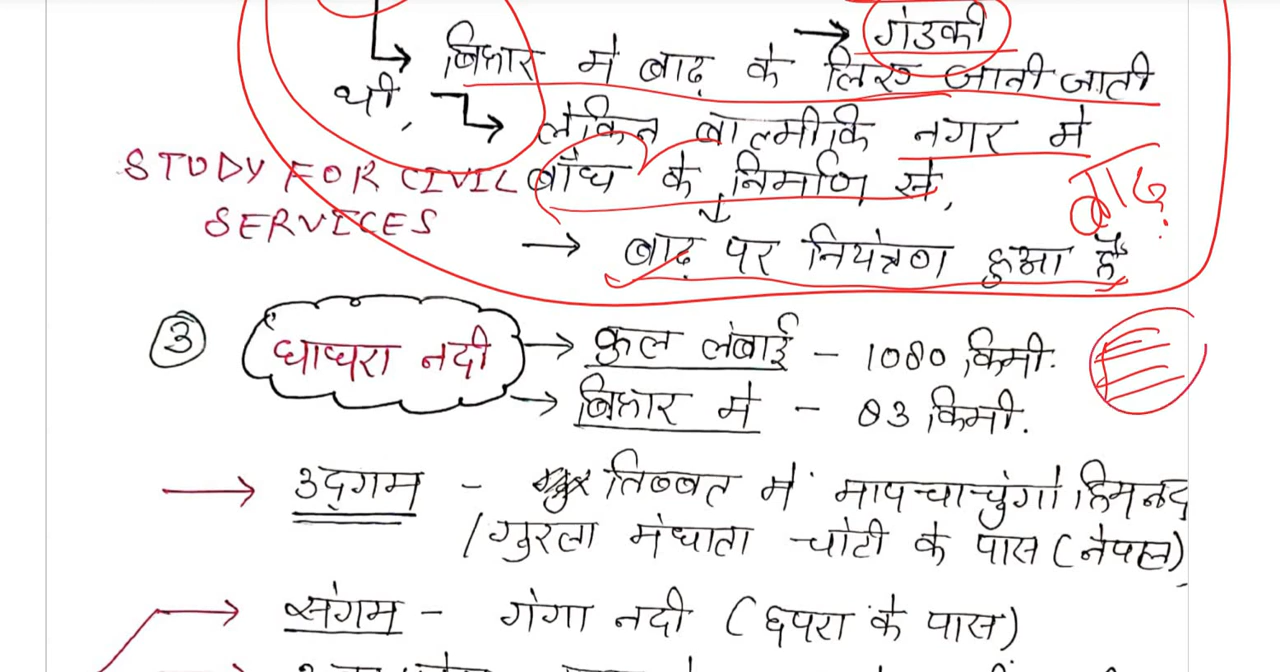 → गंडकी
बिहार में बाढ़ के लिए जानी जाती
थी, लेकिन बाल्मीकि नगर में
STUDY FOR CIVIL बाँध के निर्माण से, बाढ़
SERVICES
→ बाढ़ पर नियंत्रण हुआ है
③ घाघरा नदी → कुल लंबाई - 1080 किमी.
→ बिहार में - 83 किमी.
→ उद्गम - तिब्बत में मापचाचुंगो हिमनद
/गुरला मंधाता चोटी के पास (नेपाल)
→ संगम - गंगा नदी (छपरा के पास)